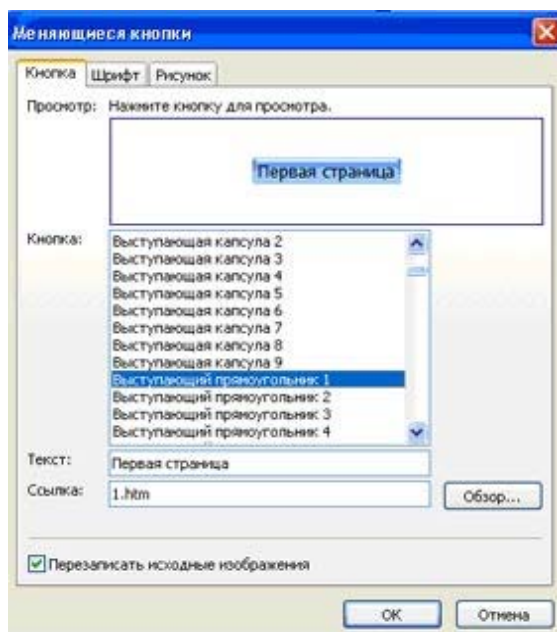 Меняющиеся кнопки
Кнопка Шрифт Рисунок
Просмотр: Нажмите кнопку для просмотра.
Первая страница
Кнопка: Выступающая капсула 2
Выступающая капсула 3
Выступающая капсула 4
Выступающая капсула 5
Выступающая капсула 6
Выступающая капсула 7
Выступающая капсула 8
Выступающая капсула 9
Выступающий прямоугольник 1
Выступающий прямоугольник 2
Выступающий прямоугольник 3
Выступающий прямоугольник 4
Текст: Первая страница
Ссылка: 1.htm Обзор...
Перезаписать исходные изображения
ОК Отмена